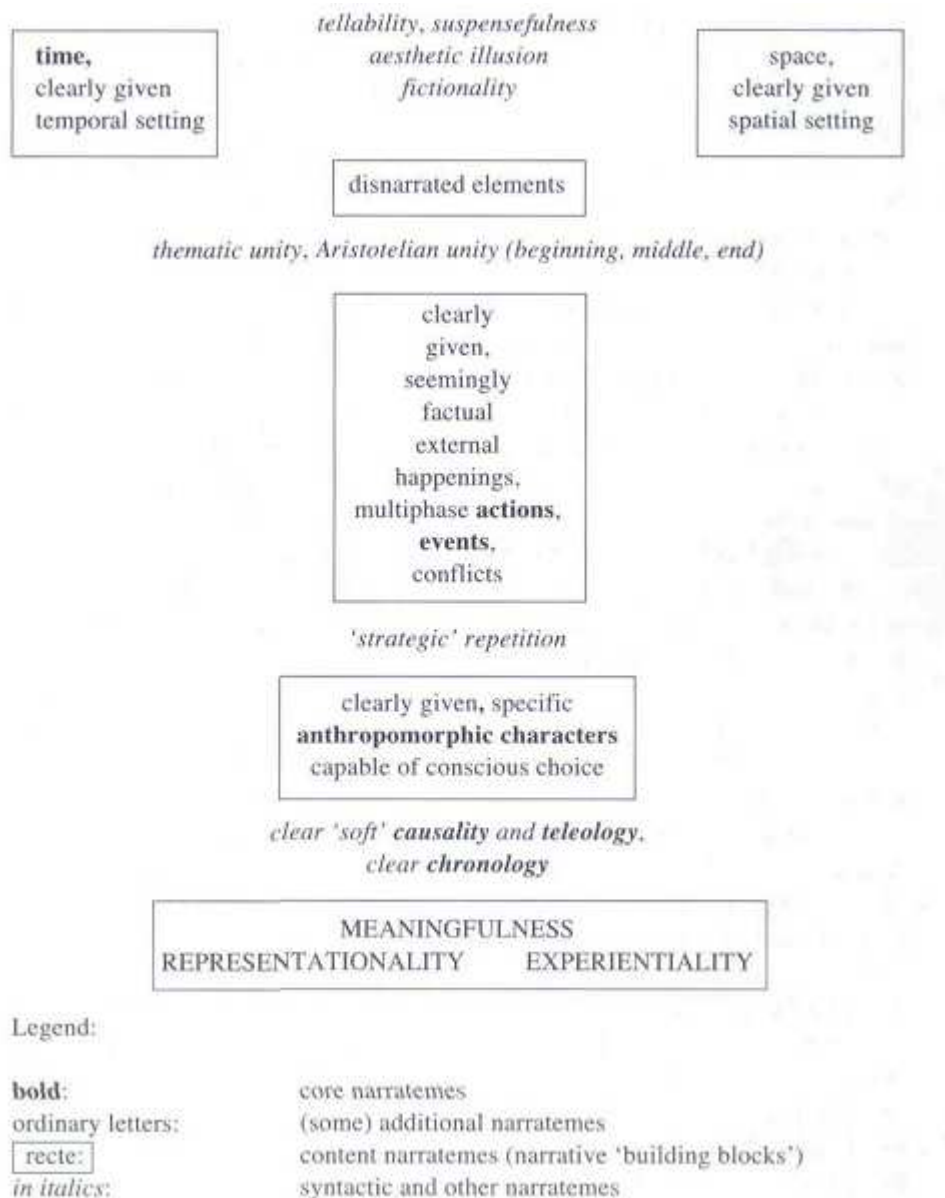 tellability, suspensefulness
aesthetic illusion
fictionality
time,
clearly given
temporal setting
space,
clearly given
spatial setting
disnarrated elements
thematic unity, Aristotelian unity (beginning, middle, end)
clearly
given,
seemingly
factual
external
happenings,
multiphase actions,
events,
conflicts
'strategic' repetition
clearly given, specific
anthropomorphic characters
capable of conscious choice
clear 'soft' causality and teleology,
clear chronology
MEANINGFULNESS
REPRESENTATIONALITY EXPERIENTIALITY
Legend:
bold: core narratemes
ordinary letters: (some) additional narratemes
recte: content narratemes (narrative 'building blocks')
in italics: syntactic and other narratemes